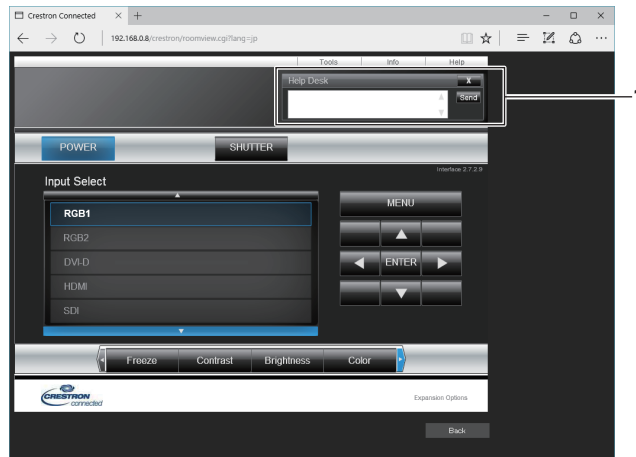 Crestron Connected
192.168.0.8/crestron/roomview.cgi?lang=jp
Tools Info Help
Help Desk X
Send
POWER SHUTTER
Interface 2.7.2.9
Input Select
RGB1
RGB2
DVI-D
HDMI
SDI
MENU
ENTER
Freeze Contrast Brightness Color
CRESTRON
connected
Expansion Options
Back